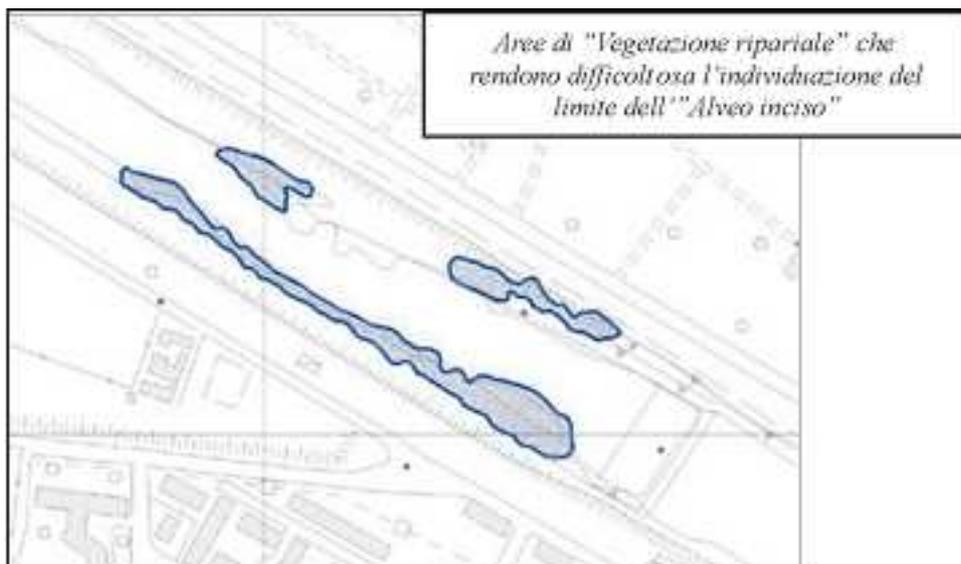 Aree di "Vegetazione ripariale" che
rendono difficoltosa l'individuazione del
limite dell'"Alveo inciso"